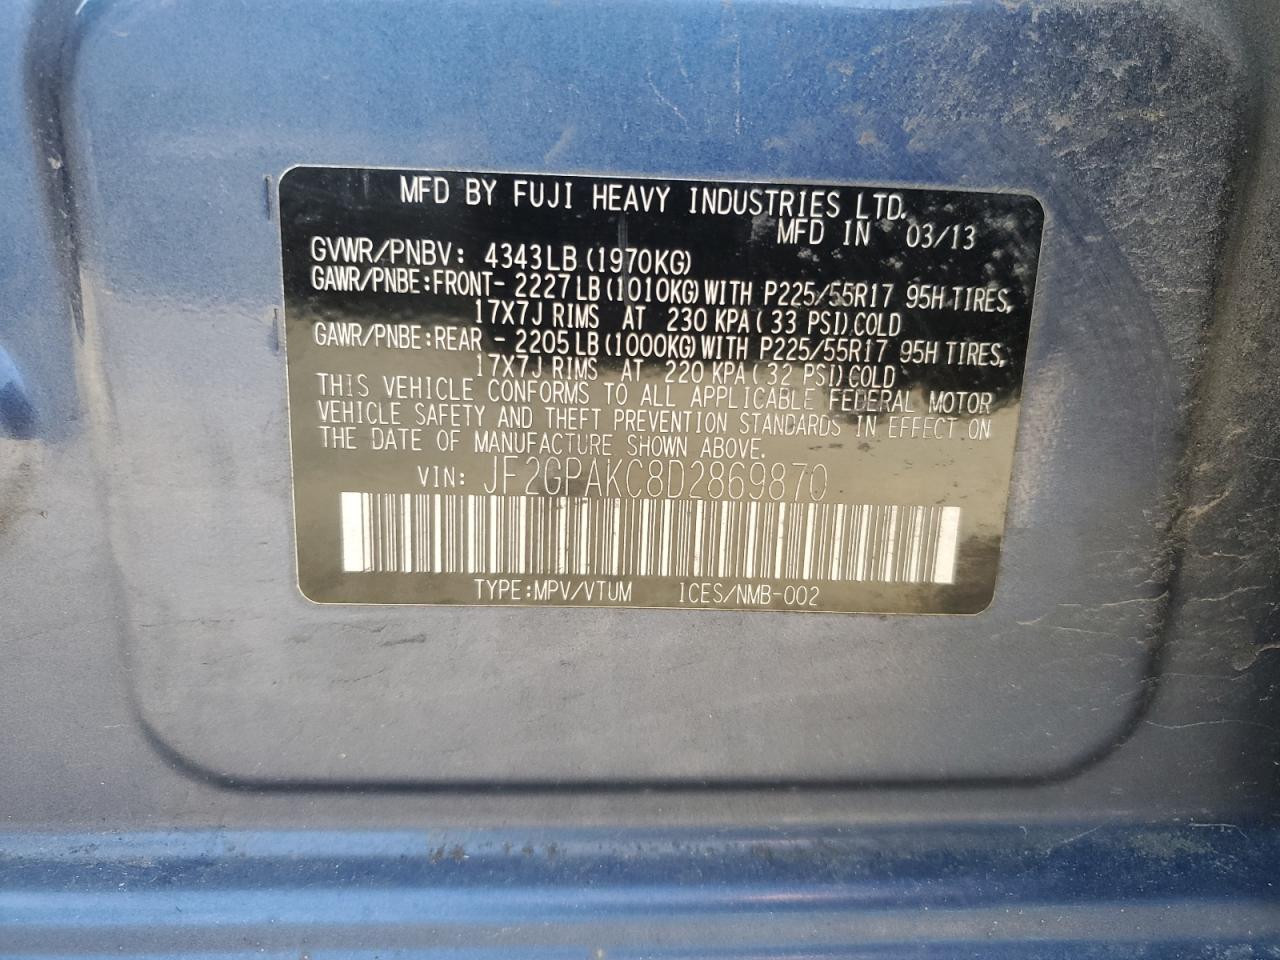 MFD BY FUJI HEAVY INDUSTRIES LTD.
MFD IN 03/13
GVWR/PNBV: 4343LB(1970KG)
GAWR/PNBE:FRONT- 2227LB(1010KG)WITH P225/55R17 95H TIRES,
17X7J RIMS AT 230 KPA(33 PSI)COLD
GAWR/PNBE:REAR - 2205LB(1000KG)WITH P225/55R17 95H TIRES,
17X7J RIMS AT 220 KPA(32 PSI)COLD
THIS VEHICLE CONFORMS TO ALL APPLICABLE FEDERAL MOTOR
VEHICLE SAFETY AND THEFT PREVENTION STANDARDS IN EFFECT ON
THE DATE OF MANUFACTURE SHOWN ABOVE.
VIN: JF2GPAKC8D2869870
TYPE:MPV/VTUM ICES/NMB-002